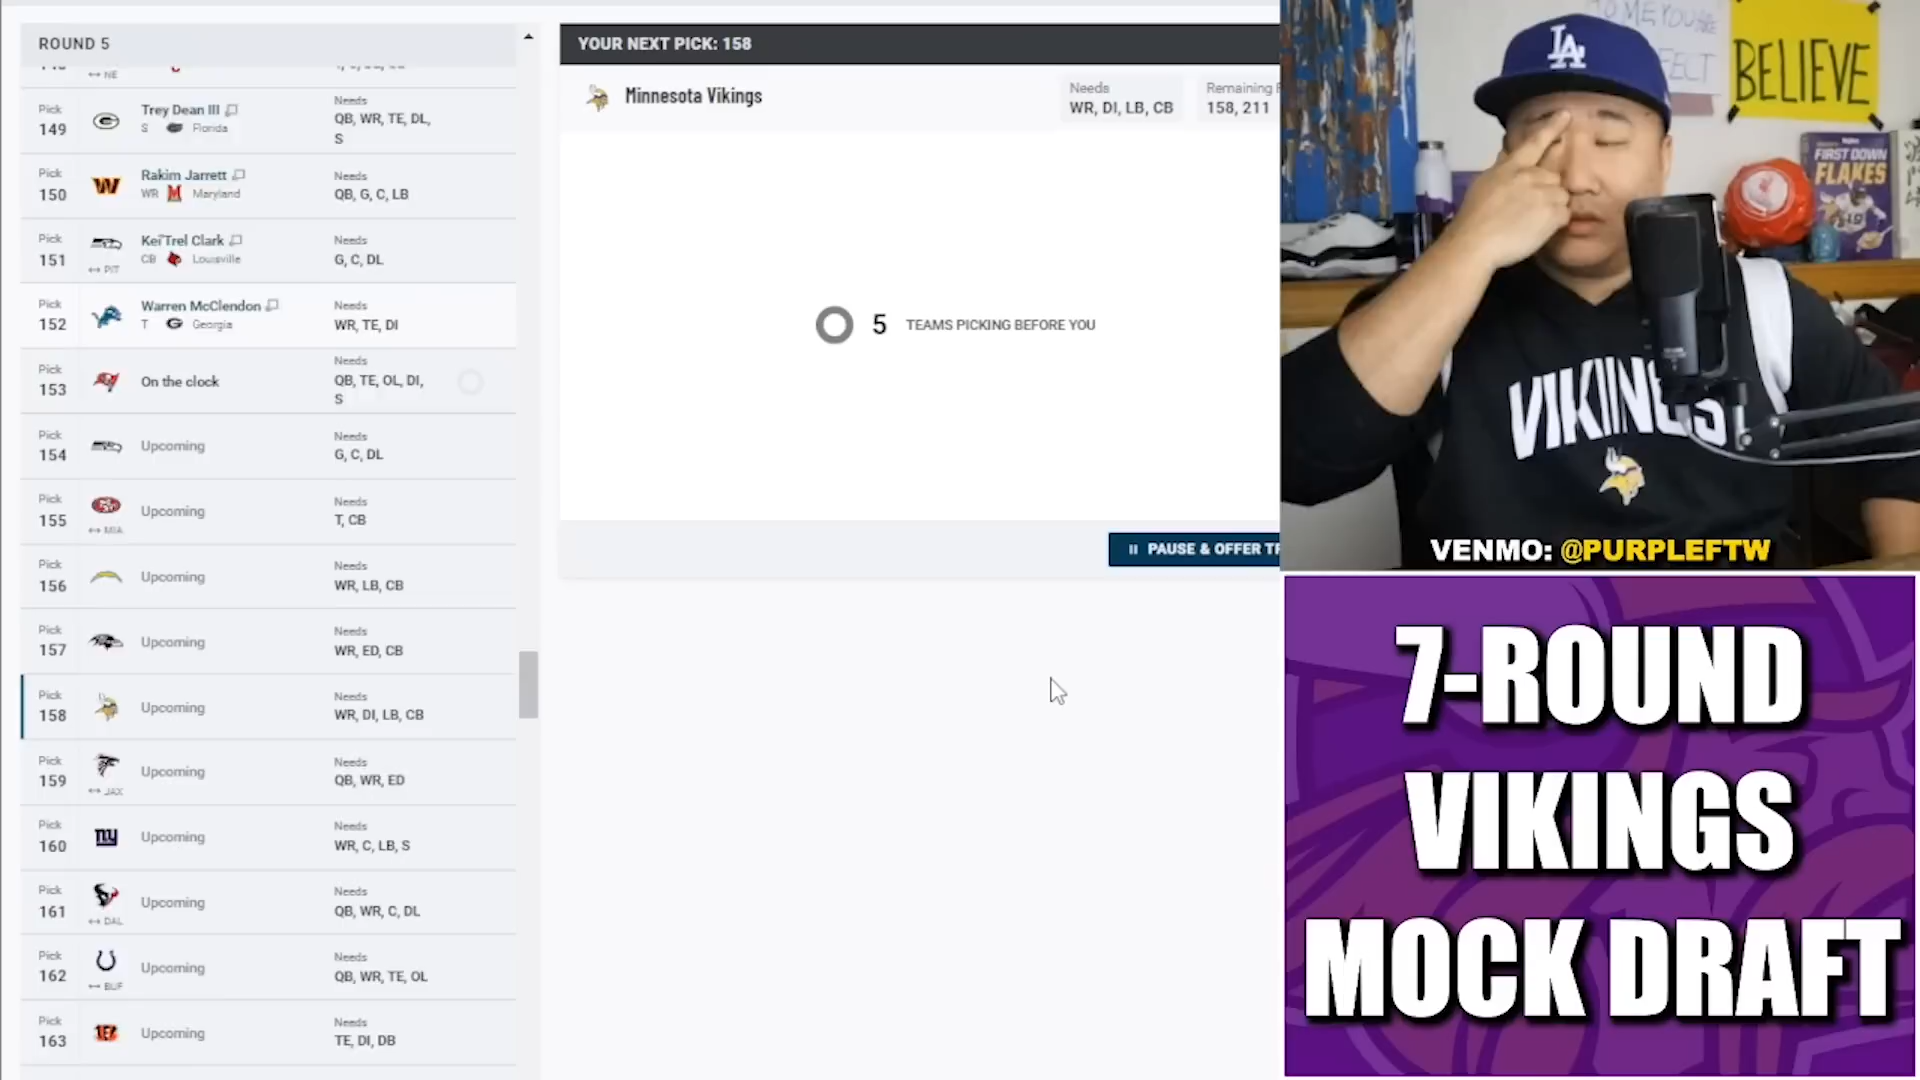 ROUND 5
NE
Pick
149
Trey Dean III
S Florida
Needs
QB, WR, TE, DL,
S
Pick
150
W
Rakim Jarrett
WR M Maryland
Needs
QB, G, C, LB
Pick
151
PIT
Kei'Trel Clark
CB Louisville
Needs
G, C, DL
Pick
152
Warren McClendon
T G Georgia
Needs
WR, TE, DI
Pick
153
On the clock
Needs
QB, TE, OL, DI,
S
Pick
154
Upcoming
Needs
G, C, DL
Pick
155
MIA
Upcoming
Needs
T, CB
Pick
156
Upcoming
Needs
WR, LB, CB
Pick
157
Upcoming
Needs
WR, ED, CB
Pick
158
Upcoming
Needs
WR, DI, LB, CB
Pick
159
JAX
Upcoming
Needs
QB, WR, ED
Pick
160
ny
Upcoming
Needs
WR, C, LB, S
Pick
161
DAL
Upcoming
Needs
QB, WR, C, DL
Pick
162
BUF
Upcoming
Needs
QB, WR, TE, OL
Pick
163
Upcoming
Needs
TE, DI, DB
YOUR NEXT PICK: 158
Minnesota Vikings
Needs
WR, DI, LB, CB
Remaining
158, 211
5 TEAMS PICKING BEFORE YOU
PAUSE & OFFER
LA
BELIEVE
FIRST DOWN
FLAKES
VIKINGS
VENMO: @PURPLEFTW
7-ROUND
VIKINGS
MOCK DRAFT